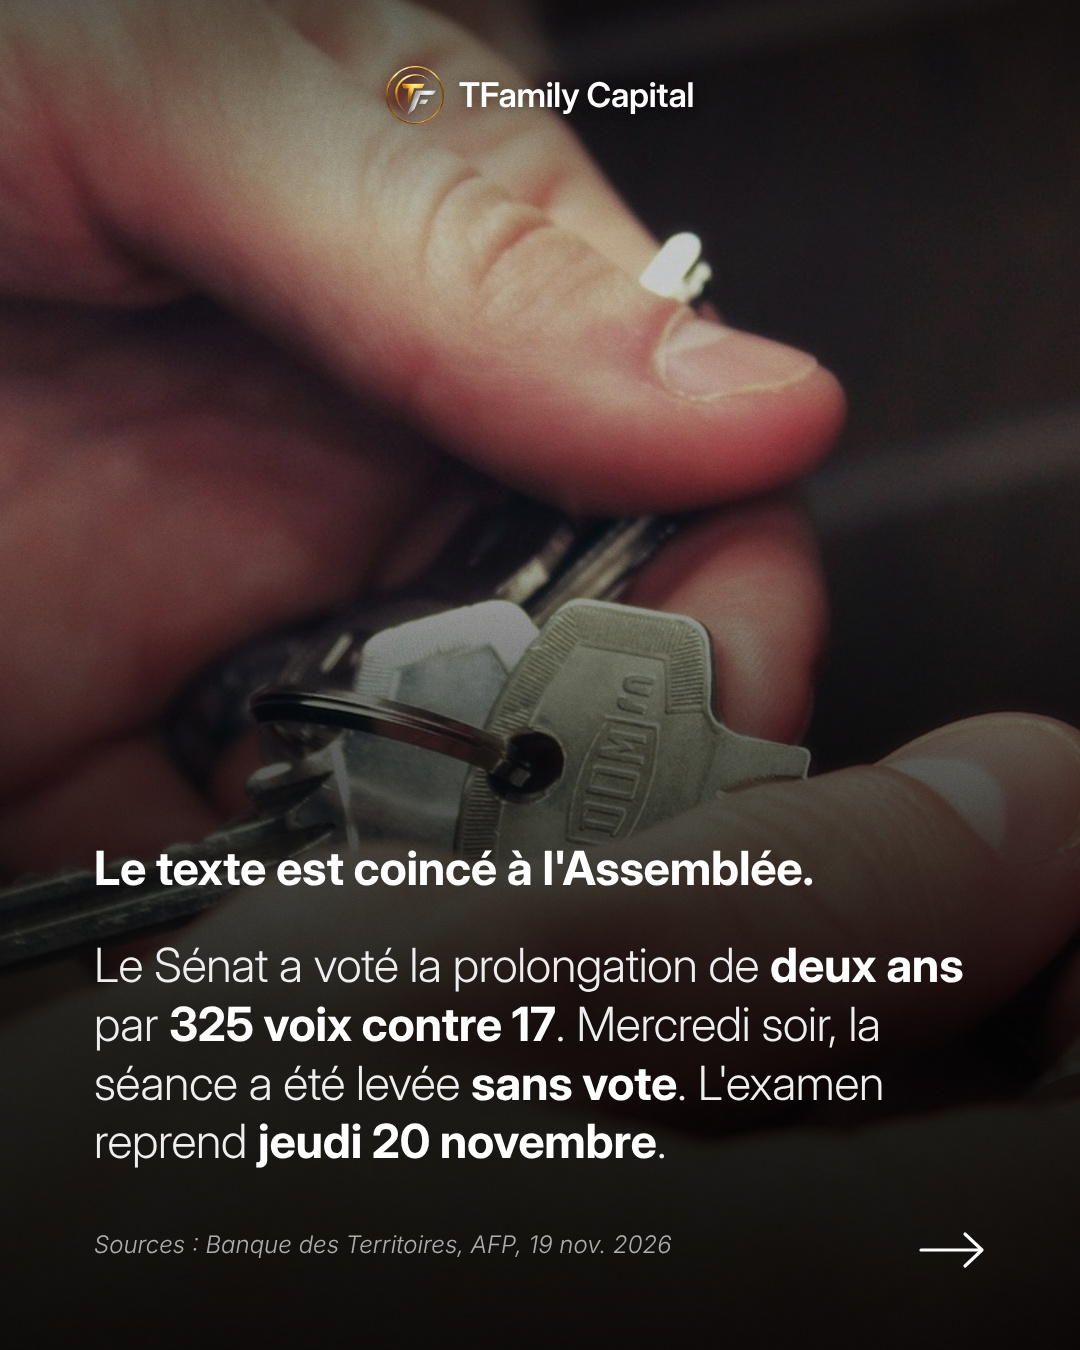 TF TFamily Capital
DOM
m
Le texte est coincé à l'Assemblée.
Le Sénat a voté la prolongation de deux ans
par 325 voix contre 17. Mercredi soir, la
séance a été levée sans vote. L'examen
reprend jeudi 20 novembre.
Sources : Banque des Territoires, AFP, 19 nov. 2026